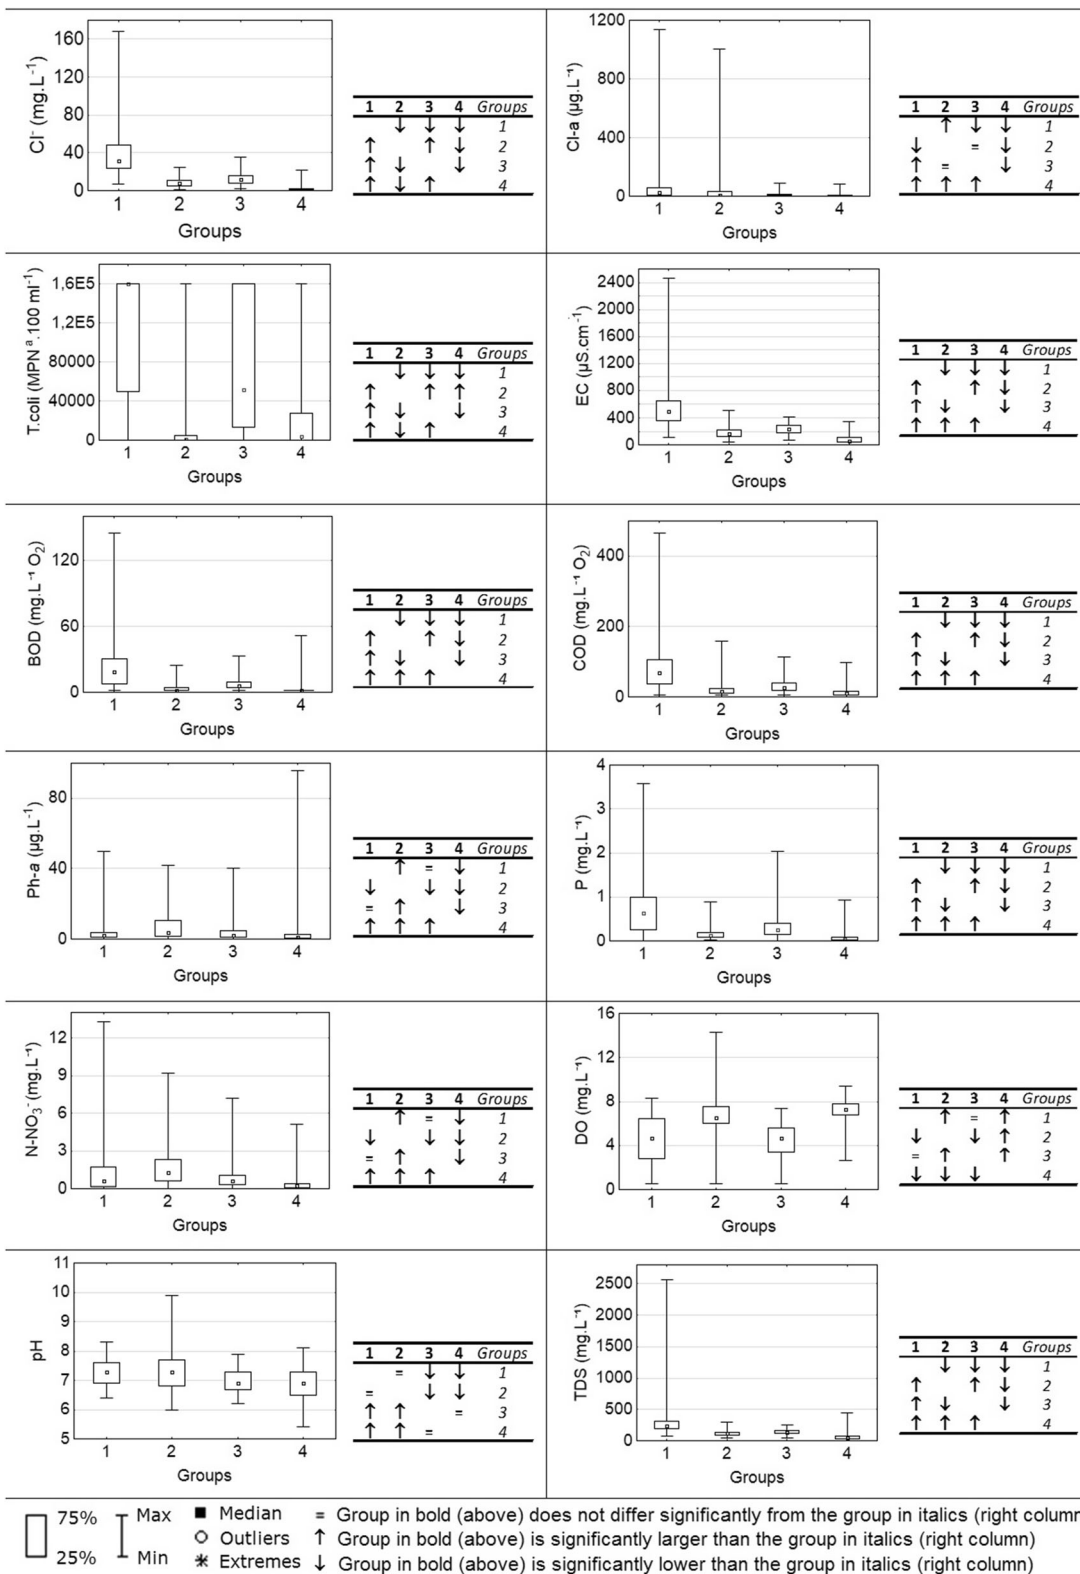 Cl⁻ (mg.L⁻¹)
160
120
80
40
0
1 2 3 4
Groups
1 2 3 4 Groups
↓ ↓ ↓ 1
↑ ↑ ↓ 2
↑ ↓ ↓ 3
↑ ↓ ↑ 4
Cl-a (µg.L⁻¹)
1200
800
400
0
1 2 3 4
Groups
1 2 3 4 Groups
↑ ↓ ↓ 1
↓ = ↓ 2
↑ = ↓ 3
↑ ↑ ↑ 4
T.coli (MPN ª.100 ml⁻¹)
1,6E5
1,2E5
80000
40000
0
1 2 3 4
Groups
1 2 3 4 Groups
↓ ↓ ↓ 1
↑ ↑ ↑ 2
↑ ↓ ↓ 3
↑ ↓ ↑ 4
EC (µS.cm⁻¹)
2400
2000
1600
1200
800
400
0
1 2 3 4
Groups
1 2 3 4 Groups
↓ ↓ ↓ 1
↑ ↑ ↓ 2
↑ ↓ ↓ 3
↑ ↑ ↑ 4
BOD (mg.L⁻¹ O₂)
120
60
0
1 2 3 4
Groups
1 2 3 4 Groups
↓ ↓ ↓ 1
↑ ↑ ↓ 2
↑ ↓ ↓ 3
↑ ↑ ↑ 4
COD (mg.L⁻¹ O₂)
400
200
0
1 2 3 4
Groups
1 2 3 4 Groups
↓ ↓ ↓ 1
↑ ↑ ↓ 2
↑ ↓ ↓ 3
↑ ↑ ↑ 4
Ph-a (µg.L⁻¹)
80
40
0
1 2 3 4
Groups
1 2 3 4 Groups
↑ = ↓ 1
↓ ↓ ↓ 2
= ↑ ↓ 3
↑ ↑ ↑ 4
P (mg.L⁻¹)
4
3
2
1
0
1 2 3 4
Groups
1 2 3 4 Groups
↓ ↓ ↓ 1
↑ ↑ ↓ 2
↑ ↓ ↓ 3
↑ ↑ ↑ 4
N-NO₃⁻ (mg.L⁻¹)
12
9
6
3
0
1 2 3 4
Groups
1 2 3 4 Groups
↑ = ↓ 1
↓ ↓ ↓ 2
= ↑ ↓ 3
↑ ↑ ↑ 4
DO (mg.L⁻¹)
16
12
8
4
0
1 2 3 4
Groups
1 2 3 4 Groups
↑ = ↑ 1
↓ ↓ ↑ 2
= ↑ ↑ 3
↓ ↓ ↓ 4
pH
11
10
9
8
7
6
5
1 2 3 4
Groups
1 2 3 4 Groups
= ↓ ↓ 1
= ↓ ↓ 2
↑ ↑ = 3
↑ ↑ = 4
TDS (mg.L⁻¹)
2500
2000
1500
1000
500
0
1 2 3 4
Groups
1 2 3 4 Groups
↓ ↓ ↓ 1
↑ ↑ ↓ 2
↑ ↓ ↓ 3
↑ ↑ ↑ 4
75%
25%
Max
Min
Median
Outliers
Extremes
= Group in bold (above) does not differ significantly from the group in italics (right column
↑ Group in bold (above) is significantly larger than the group in italics (right column)
↓ Group in bold (above) is significantly lower than the group in italics (right column)